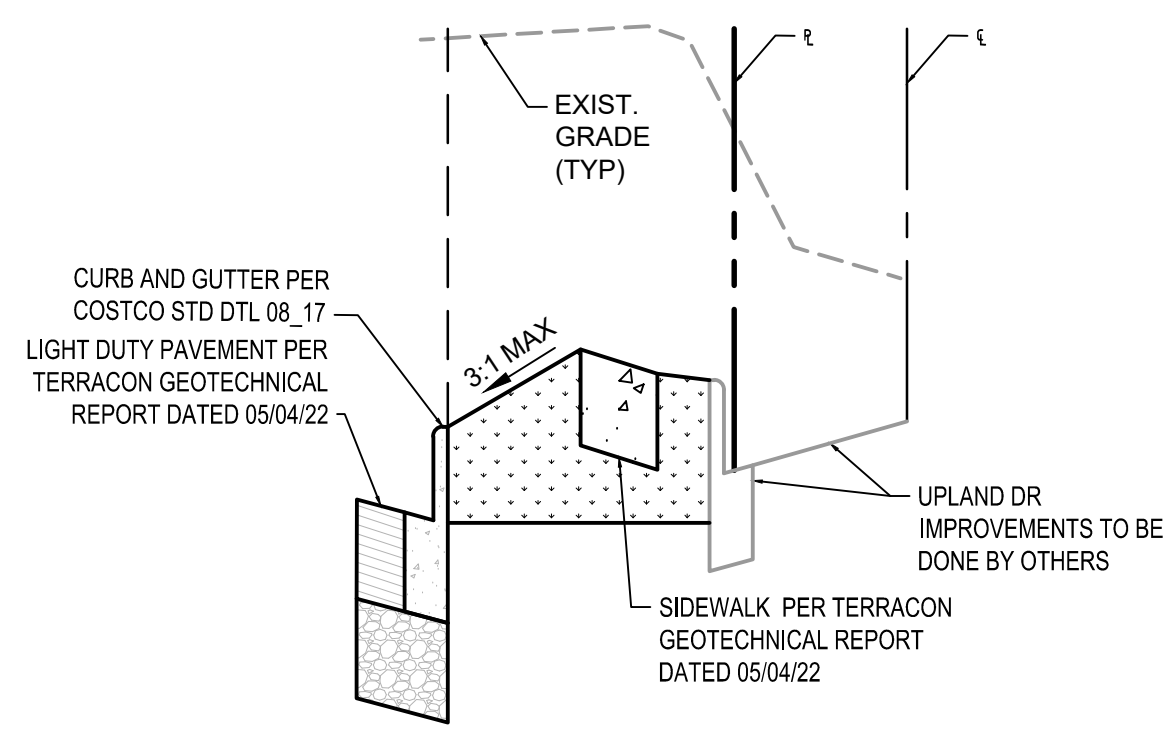 ℄
EXIST.
GRADE
(TYP)
CURB AND GUTTER PER
COSTCO STD DTL 08_17
LIGHT DUTY PAVEMENT PER
TERRACON GEOTECHNICAL
REPORT DATED 05/04/22
3:1 MAX
UPLAND DR
IMPROVEMENTS TO BE
DONE BY OTHERS
SIDEWALK PER TERRACON
GEOTECHNICAL REPORT
DATED 05/04/22